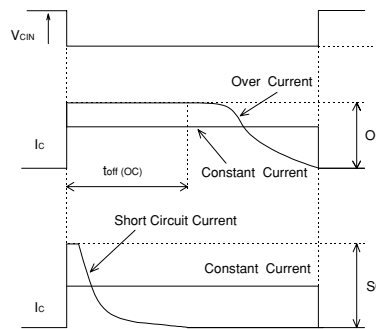 VCIN
Over Current
IC
O
toff (OC)
Constant Current
Short Circuit Current
Constant Current
IC
S